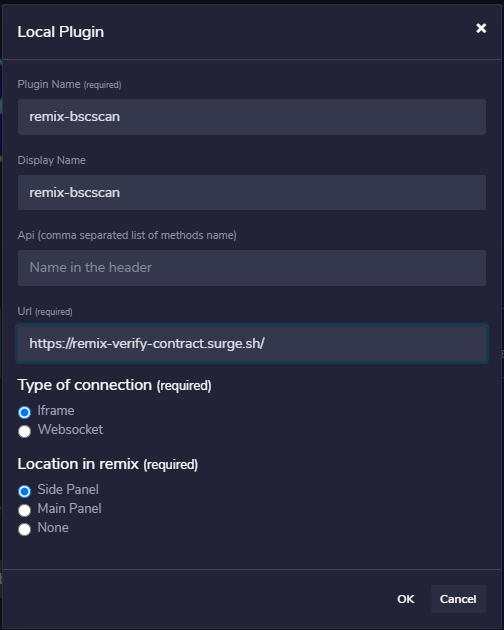 Local Plugin
Plugin Name (required)
remix-bscscan
Display Name
remix-bscscan
Api (comma separated list of methods name)
Name in the header
Url (required)
https://remix-verify-contract.surge.sh/
Type of connection (required)
Iframe
Websocket
Location in remix (required)
Side Panel
Main Panel
None
OK Cancel